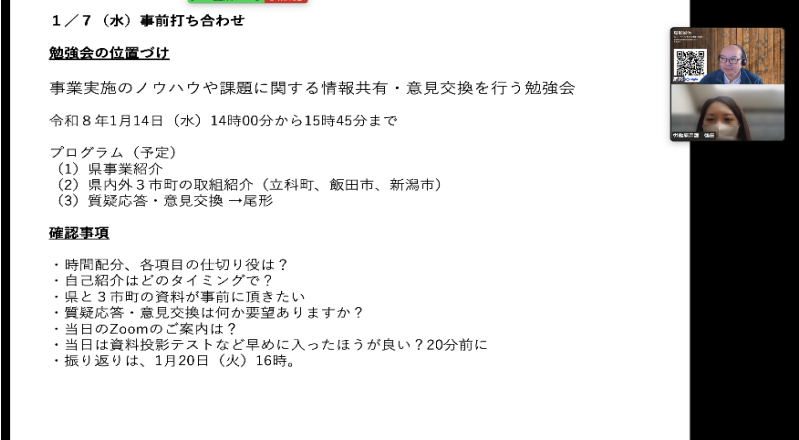 １／７（水）事前打ち合わせ
勉強会の位置づけ
事業実施のノウハウや課題に関する情報共有・意見交換を行う勉強会
令和８年1月14日（水）14時00分から15時45分まで
プログラム（予定）
（1）県事業紹介
（2）県内外３市町の取組紹介（立科町、飯田市、新潟市）
（3）質疑応答・意見交換 →尾形
確認事項
・時間配分、各項目の仕切り役は？
・自己紹介はどのタイミングで？
・県と３市町の資料が事前に頂きたい
・質疑応答・意見交換は何か要望ありますか？
・当日のZoomのご案内は？
・当日は資料投影テストなど早めに入ったほうが良い？20分前に
・振り返りは、1月20日（火）16時。